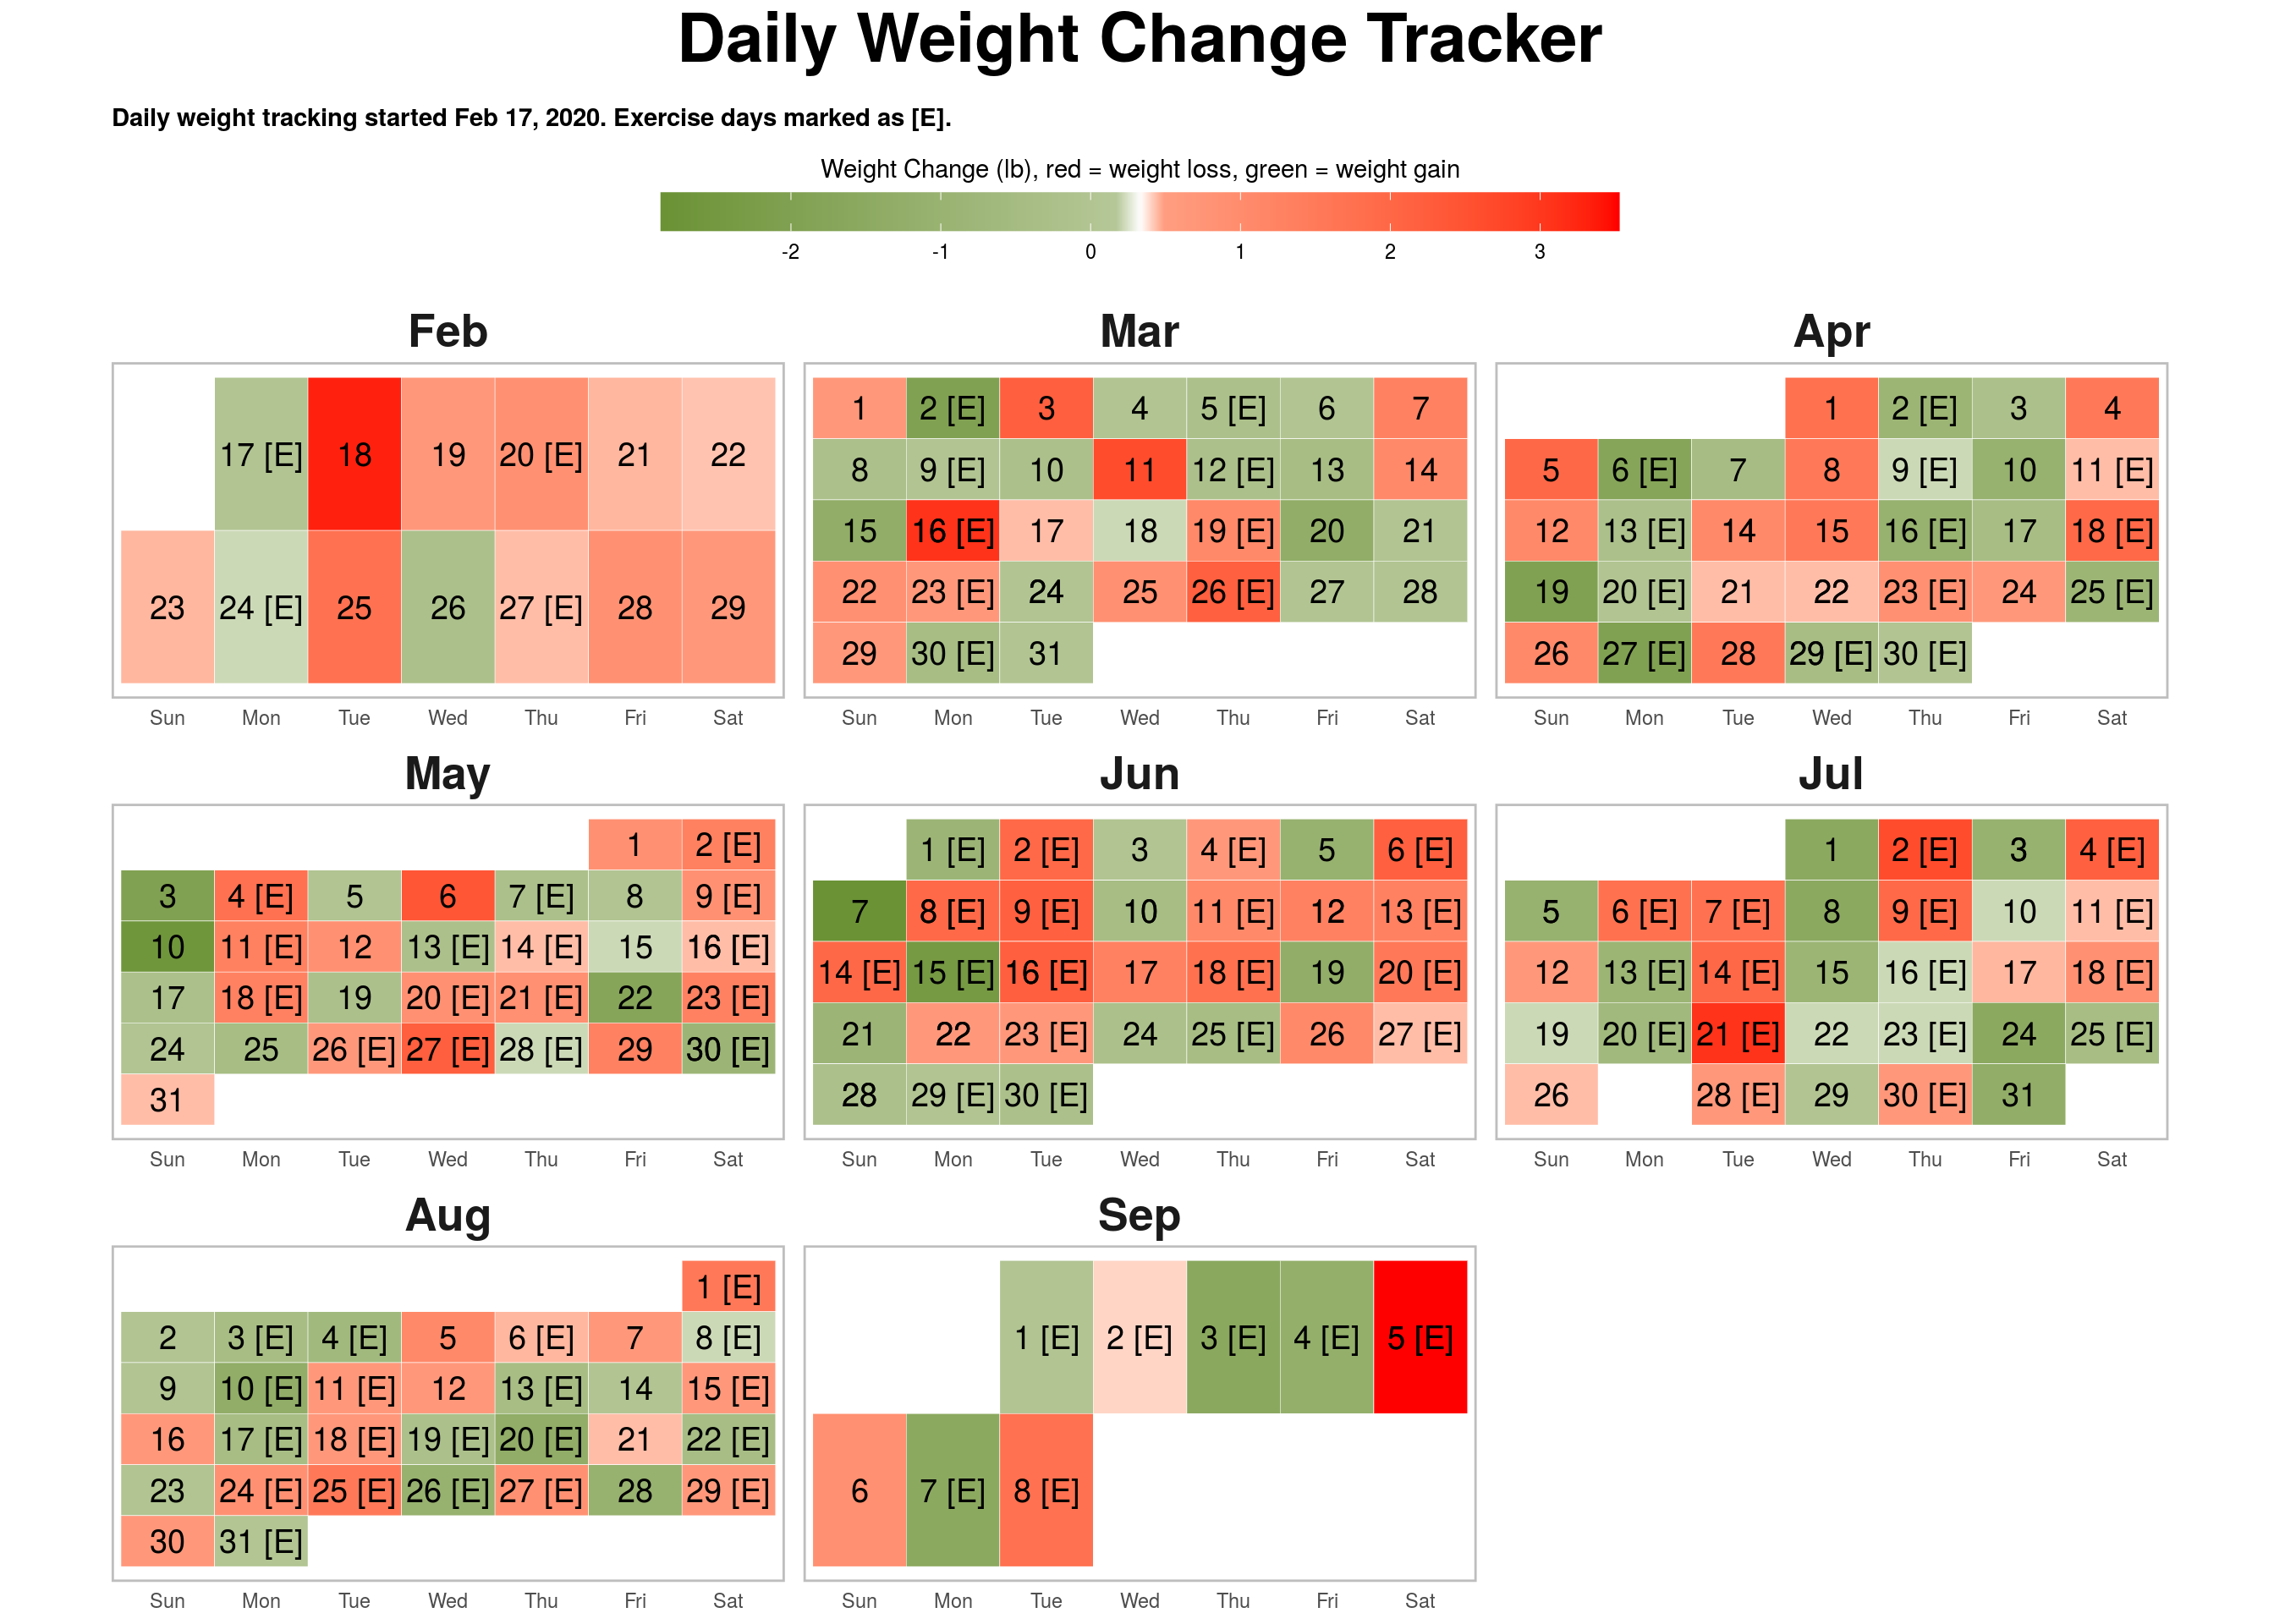 Daily Weight Change Tracker
Daily weight tracking started Feb 17, 2020. Exercise days marked as [E].
Weight Change (lb), red = weight loss, green = weight gain
-2 -1 0 1 2 3
Feb
17 [E] 18 19 20 [E] 21 22
23 24 [E] 25 26 27 [E] 28 29
Sun Mon Tue Wed Thu Fri Sat
Mar
1 2 [E] 3 4 5 [E] 6 7
8 9 [E] 10 11 12 [E] 13 14
15 16 [E] 17 18 19 [E] 20 21
22 23 [E] 24 25 26 [E] 27 28
29 30 [E] 31
Sun Mon Tue Wed Thu Fri Sat
Apr
1 2 [E] 3 4
5 6 [E] 7 8 9 [E] 10 11 [E]
12 13 [E] 14 15 16 [E] 17 18 [E]
19 20 [E] 21 22 23 [E] 24 25 [E]
26 27 [E] 28 29 [E] 30 [E]
Sun Mon Tue Wed Thu Fri Sat
May
1 2 [E]
3 4 [E] 5 6 7 [E] 8 9 [E]
10 11 [E] 12 13 [E] 14 [E] 15 16 [E]
17 18 [E] 19 20 [E] 21 [E] 22 23 [E]
24 25 26 [E] 27 [E] 28 [E] 29 30 [E]
31
Sun Mon Tue Wed Thu Fri Sat
Jun
1 [E] 2 [E] 3 4 [E] 5 6 [E]
7 8 [E] 9 [E] 10 11 [E] 12 13 [E]
14 [E] 15 [E] 16 [E] 17 18 [E] 19 20 [E]
21 22 23 [E] 24 25 [E] 26 27 [E]
28 29 [E] 30 [E]
Sun Mon Tue Wed Thu Fri Sat
Jul
1 2 [E] 3 4 [E]
5 6 [E] 7 [E] 8 9 [E] 10 11 [E]
12 13 [E] 14 [E] 15 16 [E] 17 18 [E]
19 20 [E] 21 [E] 22 23 [E] 24 25 [E]
26 28 [E] 29 30 [E] 31
Sun Mon Tue Wed Thu Fri Sat
Aug
1 [E]
2 3 [E] 4 [E] 5 6 [E] 7 8 [E]
9 10 [E] 11 [E] 12 13 [E] 14 15 [E]
16 17 [E] 18 [E] 19 [E] 20 [E] 21 22 [E]
23 24 [E] 25 [E] 26 [E] 27 [E] 28 29 [E]
30 31 [E]
Sun Mon Tue Wed Thu Fri Sat
Sep
1 [E] 2 [E] 3 [E] 4 [E] 5 [E]
6 7 [E] 8 [E]
Sun Mon Tue Wed Thu Fri Sat